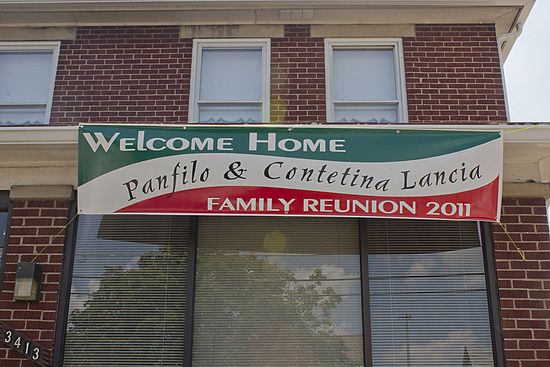 Welcome Home
Panfilo & Contetina Lancia
FAMILY REUNION 2011
3413